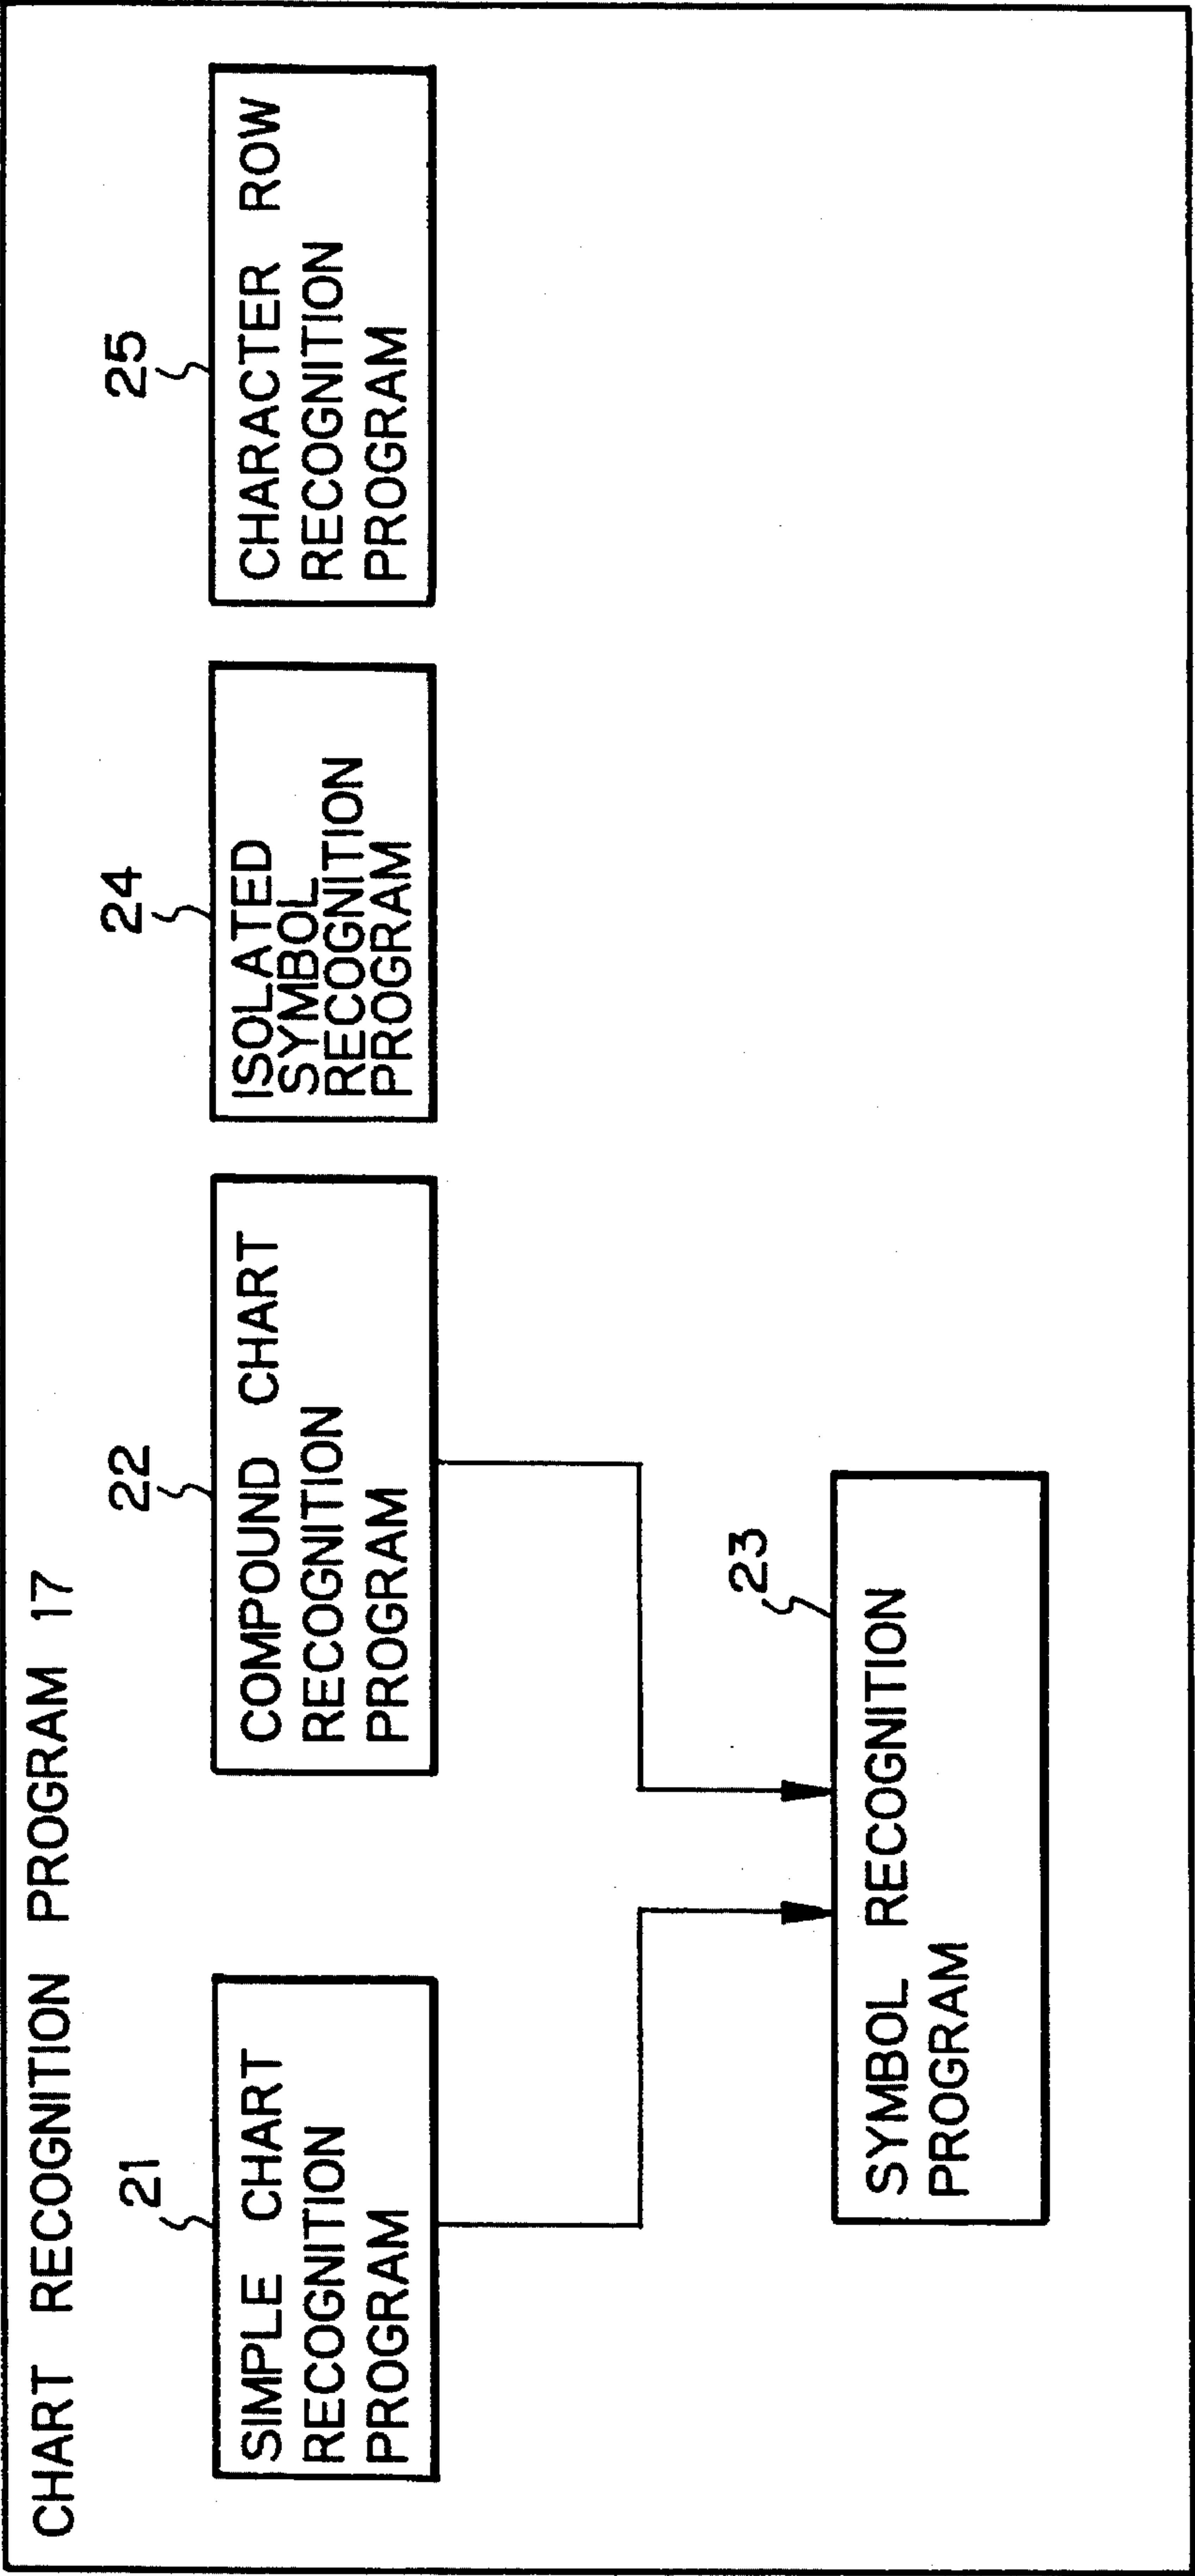 CHART RECOGNITION PROGRAM 17
21
SIMPLE CHART
RECOGNITION
PROGRAM
22
COMPOUND CHART
RECOGNITION
PROGRAM
24
ISOLATED
SYMBOL
RECOGNITION
PROGRAM
25
CHARACTER ROW
RECOGNITION
PROGRAM
23
SYMBOL RECOGNITION
PROGRAM